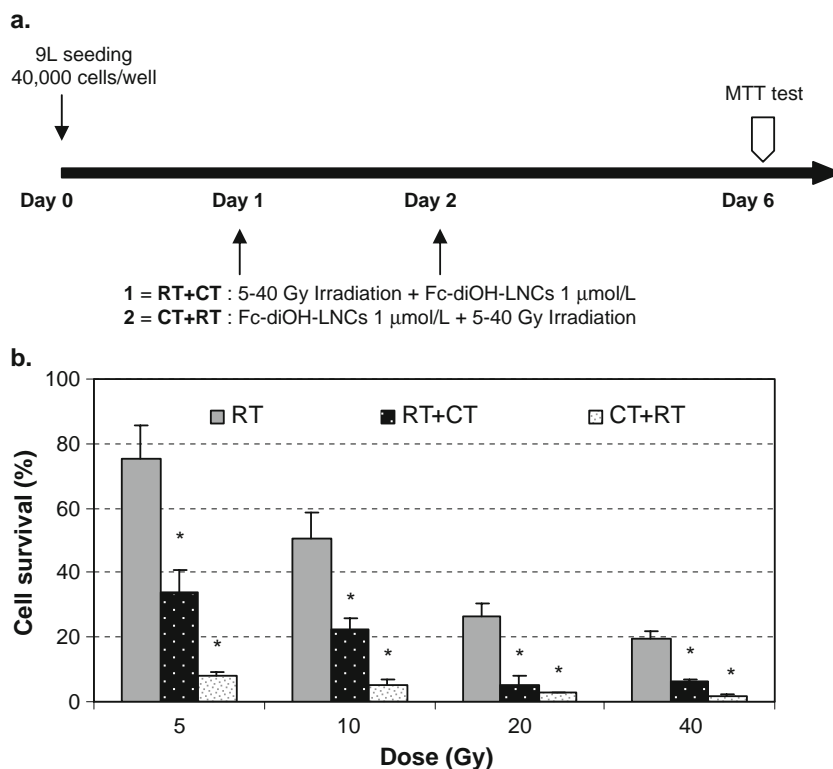 a.
9L seeding
40,000 cells/well
MTT test
Day 0 Day 1 Day 2 Day 6
1 = RT+CT : 5-40 Gy Irradiation + Fc-diOH-LNCs 1 μmol/L
2 = CT+RT : Fc-diOH-LNCs 1 μmol/L + 5-40 Gy Irradiation
b.
100
80
60
40
20
0
Cell survival (%)
RT RT+CT CT+RT
* * * * * * * *
5 10 20 40
Dose (Gy)